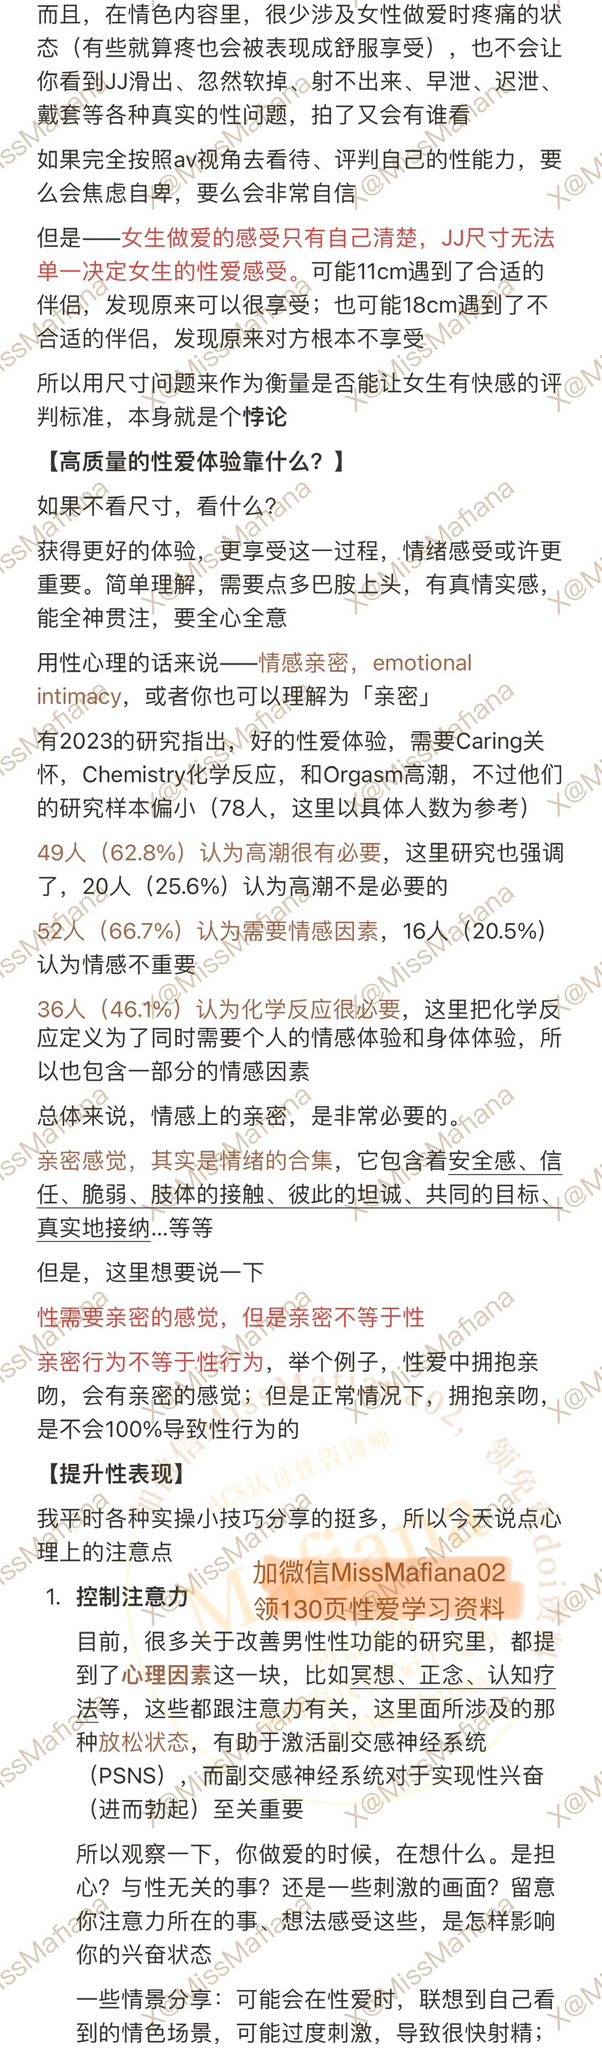 而且，在情色内容里，很少涉及女性做爱时疼痛的状
态（有些就算疼也会被表现成舒服享受），也不会让
你看到JJ滑出、忽然软掉、射不出来、早泄、迟泄、
戴套等各种真实的性问题，拍了又会有谁看
如果完全按照av视角去看待、评判自己的性能力，要
么会焦虑自卑，要么会非常自信
但是——女生做爱的感受只有自己清楚，JJ尺寸无法
单一决定女生的性爱感受。可能11cm遇到了合适的
伴侣，发现原来可以很享受；也可能18cm遇到了不
合适的伴侣，发现原来对方根本不享受
所以用尺寸问题来作为衡量是否能让女生有快感的评
判标准，本身就是个悖论
【高质量的性爱体验靠什么？】
如果不看尺寸，看什么？
获得更好的体验，更享受这一过程，情绪感受或许更
重要。简单理解，需要点多巴胺上头，有真情实感，
能全神贯注，要全心全意
用性心理的话来说——情感亲密，emotional
intimacy，或者你也可以理解为「亲密」
有2023的研究指出，好的性爱体验，需要Caring关
怀，Chemistry化学反应，和Orgasm高潮，不过他们
的研究样本偏小（78人，这里以具体人数为参考）
49人（62.8%）认为高潮很有必要，这里研究也强调
了，20人（25.6%）认为高潮不是必要的
52人（66.7%）认为需要情感因素，16人（20.5%）
认为情感不重要
36人（46.1%）认为化学反应很必要，这里把化学反
应定义为了同时需要个人的情感体验和身体体验，所
以也包含一部分的情感因素
总体来说，情感上的亲密，是非常必要的。
亲密感觉，其实是情绪的合集，它包含着安全感、信
任、脆弱、肢体的接触、彼此的坦诚、共同的目标、
真实地接纳...等等
但是，这里想要说一下
性需要亲密的感觉，但是亲密不等于性
亲密行为不等于性行为，举个例子，性爱中拥抱亲
吻，会有亲密的感觉；但是正常情况下，拥抱亲吻，
是不会100%导致性行为的
【提升性表现】
我平时各种实操小技巧分享的挺多，所以今天说点心
理上的注意点
加微信MissMafiana02
领130页性爱学习资料
1. 控制注意力
目前，很多关于改善男性性功能的研究里，都提
到了心理因素这一块，比如冥想、正念、认知疗
法等，这些都跟注意力有关，这里面所涉及的那
种放松状态，有助于激活副交感神经系统
（PSNS），而副交感神经系统对于实现性兴奋
（进而勃起）至关重要
所以观察一下，你做爱的时候，在想什么。是担
心？与性无关的事？还是一些刺激的画面？留意
你注意力所在的事、想法感受这些，是怎样影响
你的兴奋状态
一些情景分享：可能会在性爱时，联想到自己看
到的情色场景，可能过度刺激，导致很快射精；
X@MissMafiana
ACS认证性咨询师
Mafiana